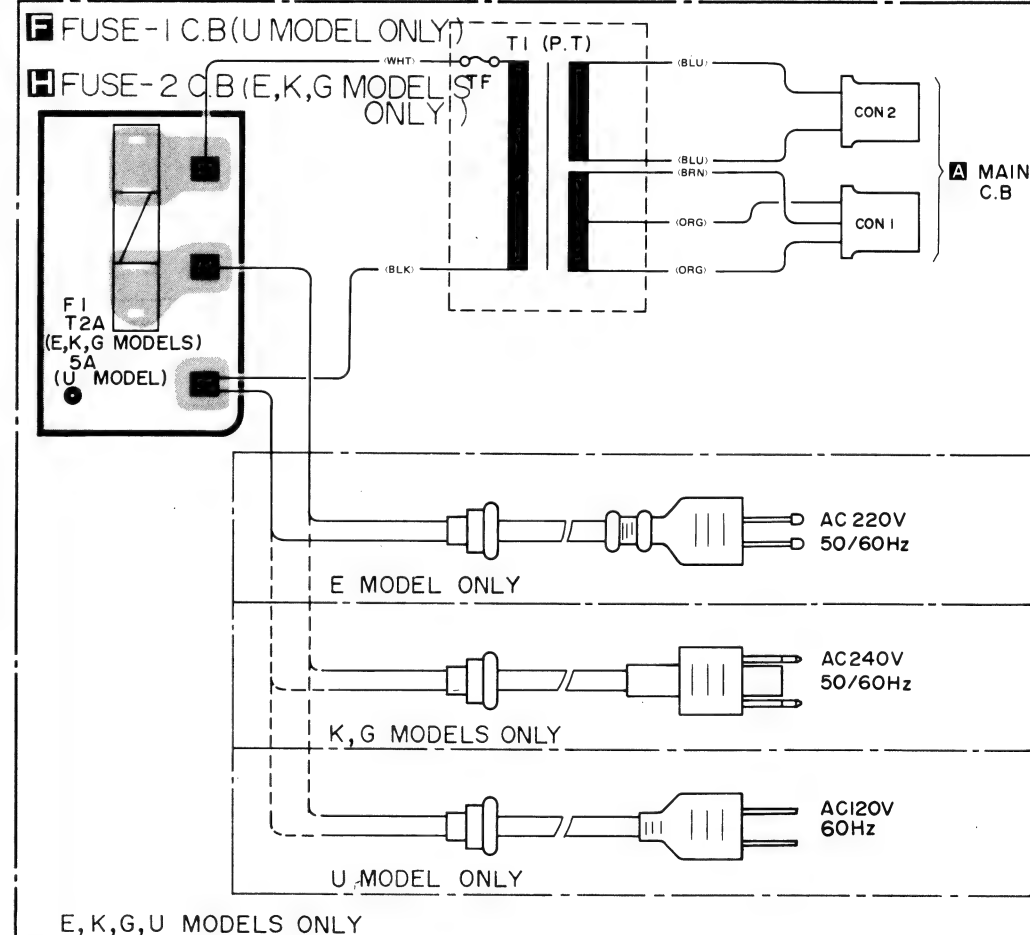 F FUSE-1 C.B (U MODEL ONLY)
H FUSE-2 C.B (E,K,G MODELS
ONLY)
T1 (P.T)
(WHT)
TF
(BLU)
(BLU)
(BRN)
(ORG)
(ORG)
CON 2
CON 1
A MAIN
C.B
(BLK)
F1
T2A
(E,K,G MODELS)
5A
(U MODEL)
AC 220V
50/60Hz
E MODEL ONLY
AC240V
50/60Hz
K,G MODELS ONLY
AC120V
60Hz
U MODEL ONLY
E,K,G,U MODELS ONLY